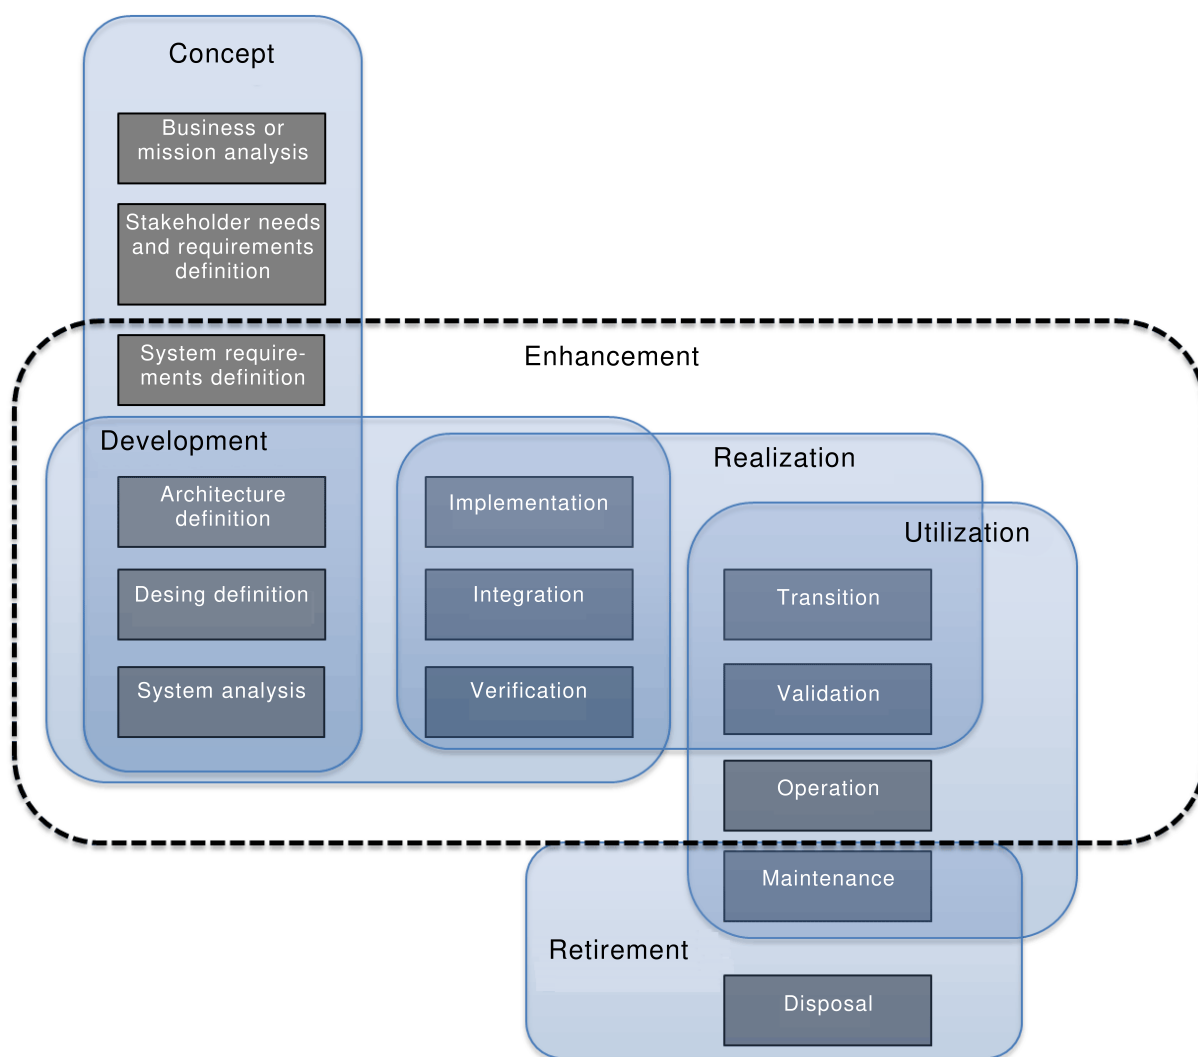 Concept
Business or
mission analysis
Stakeholder needs
and requirements
definition
System require-
ments definition
Enhancement
Development
Realization
Architecture
definition
Implementation
Utilization
Desing definition
Integration
Transition
System analysis
Verification
Validation
Operation
Maintenance
Retirement
Disposal